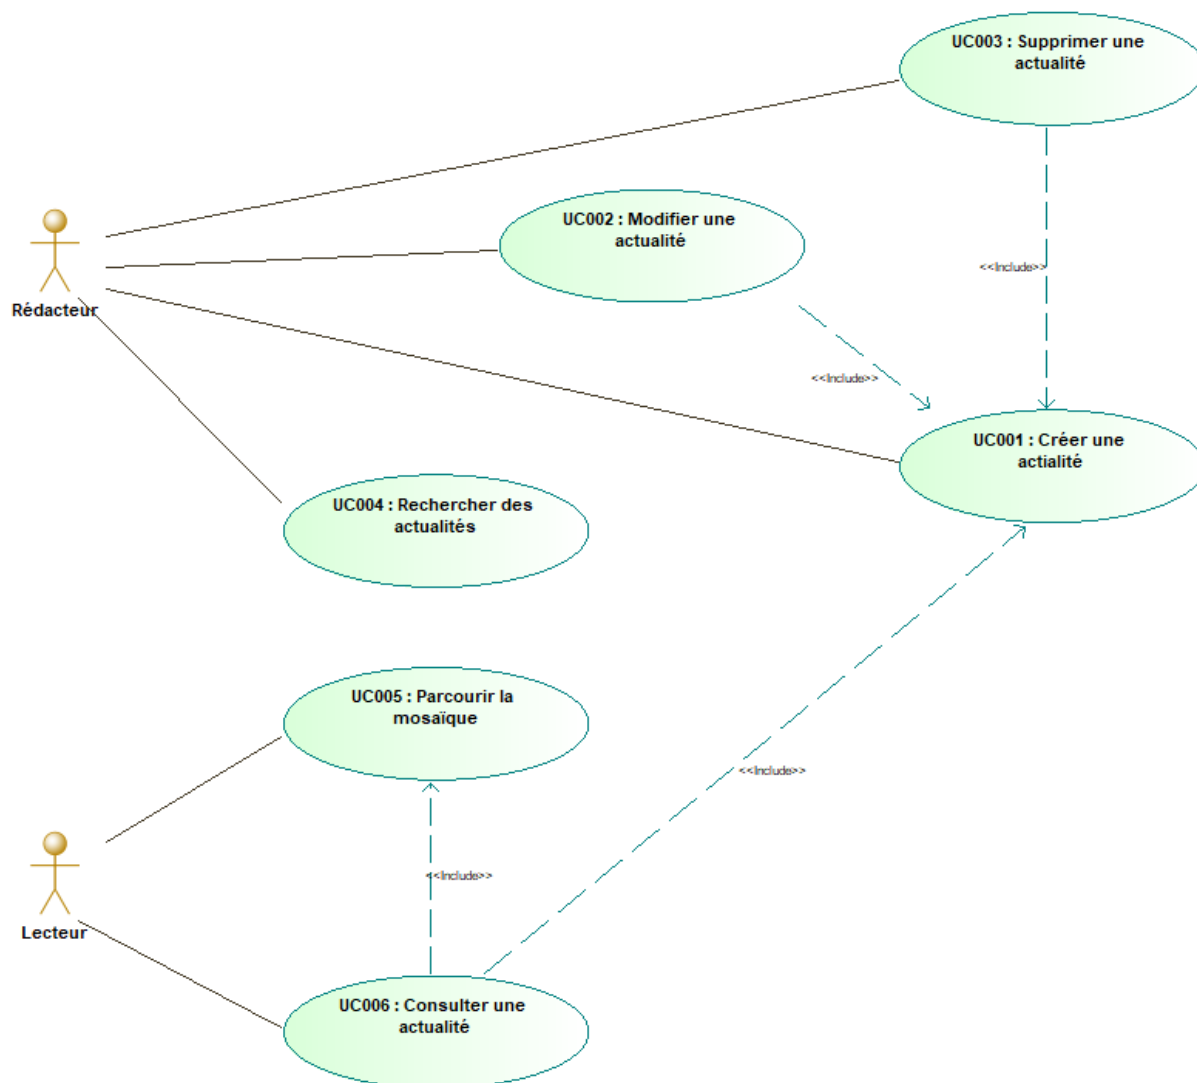 UC003 : Supprimer une
actualité
UC002 : Modifier une
actualité
<<Include>>
Rédacteur
<<Include>>
UC001 : Créer une
actialité
UC004 : Rechercher des
actualités
UC005 : Parcourir la
mosaïque
<<Include>>
<<Include>>
Lecteur
UC006 : Consulter une
actualité